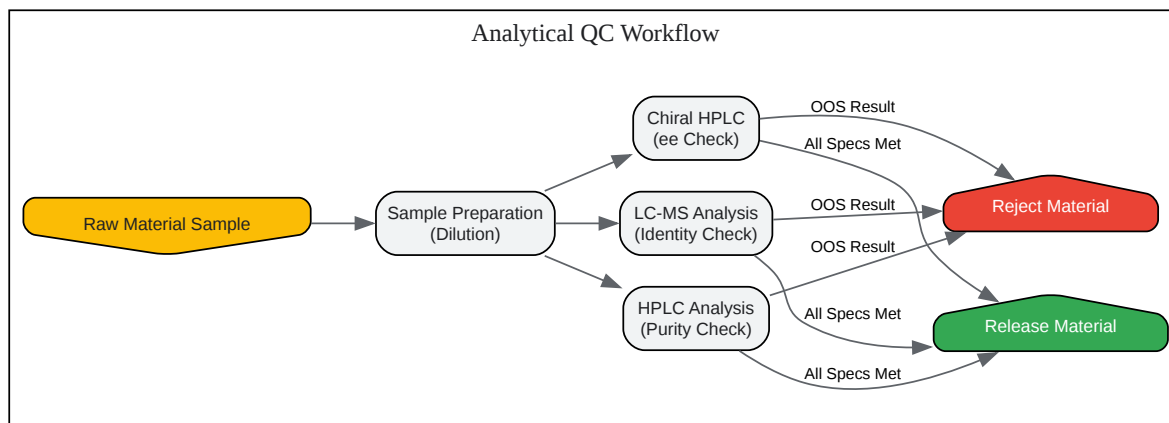 Analytical QC Workflow
Raw Material Sample
Sample Preparation
(Dilution)
Chiral HPLC
(ee Check)
LC-MS Analysis
(Identity Check)
HPLC Analysis
(Purity Check)
OOS Result
All Specs Met
OOS Result
OOS Result
All Specs Met
All Specs Met
Reject Material
Release Material